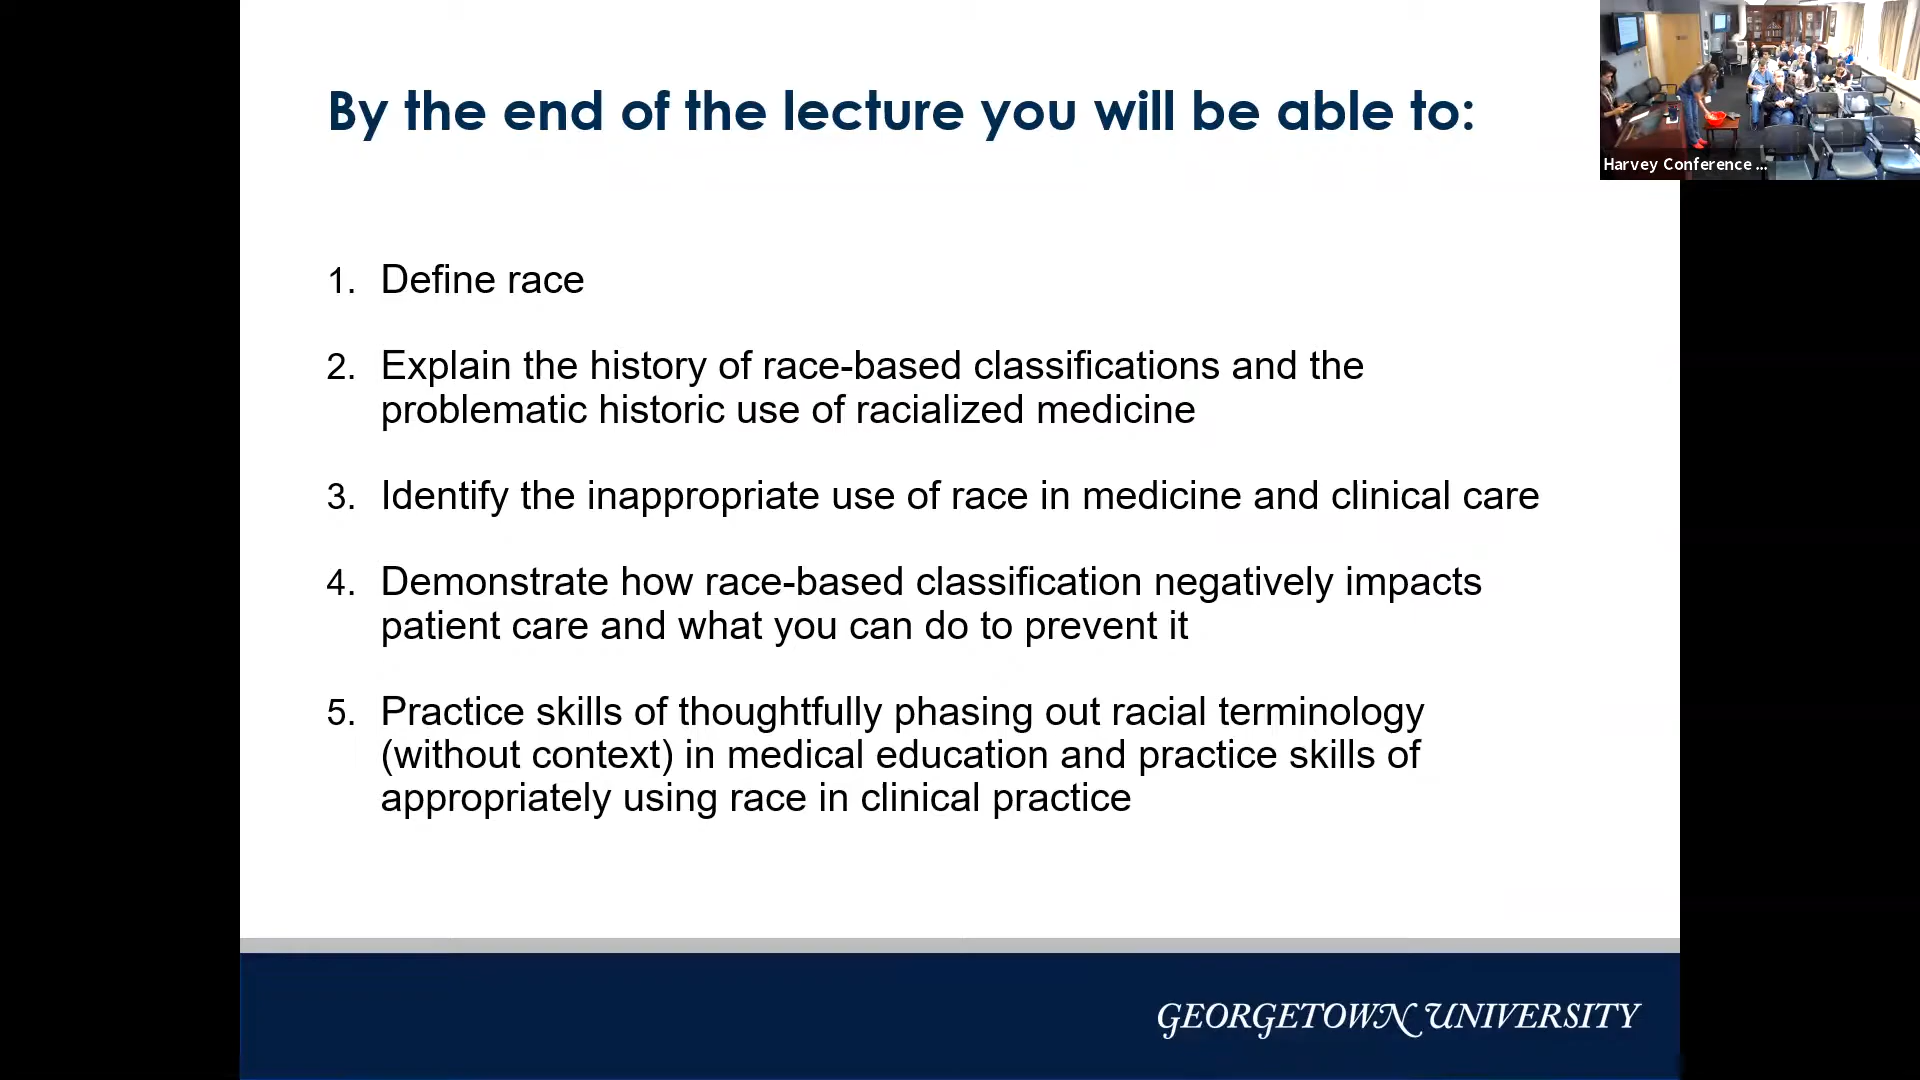 By the end of the lecture you will be able to:
Harvey Conference ...
1. Define race
2. Explain the history of race-based classifications and the
problematic historic use of racialized medicine
3. Identify the inappropriate use of race in medicine and clinical care
4. Demonstrate how race-based classification negatively impacts
patient care and what you can do to prevent it
5. Practice skills of thoughtfully phasing out racial terminology
(without context) in medical education and practice skills of
appropriately using race in clinical practice
GEORGETOWN UNIVERSITY